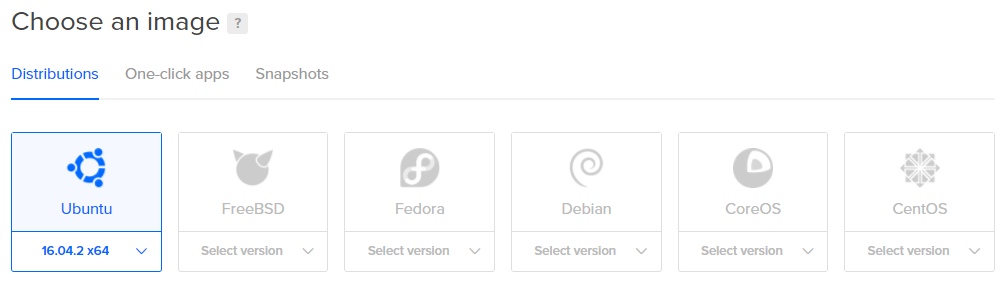 Choose an image ?
Distributions One-click apps Snapshots
Ubuntu FreeBSD Fedora Debian CoreOS CentOS
16.04.2 x64 Select version Select version Select version Select version Select version